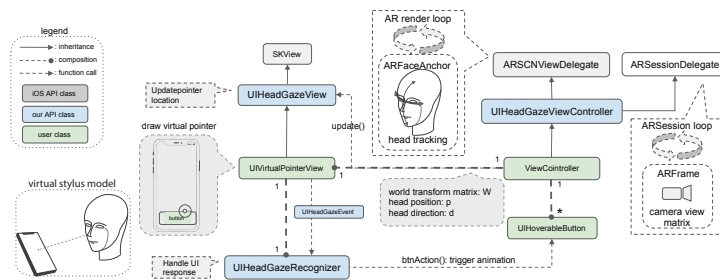 legend
: inheritance
: composition
: function call
iOS API class
our API class
user class
virtual stylus model
SKView
Updatepointer
location
UIHeadGazeView
draw virtual pointer
button
update()
UIVirtualPointerView
1
1
1
1
UIHeadGazeEvent
Handle UI
response
UIHeadGazeRecognizer
btnAction(): trigger animation
AR render loop
ARFaceAnchor
head tracking
ARSCNViewDelegate
ARSessionDelegate
UIHeadGazeViewController
ViewController
world transform matrix: W
head position: p
head direction: d
1
*
UIHoverableButton
ARSession loop
ARFrame
camera view
matrix